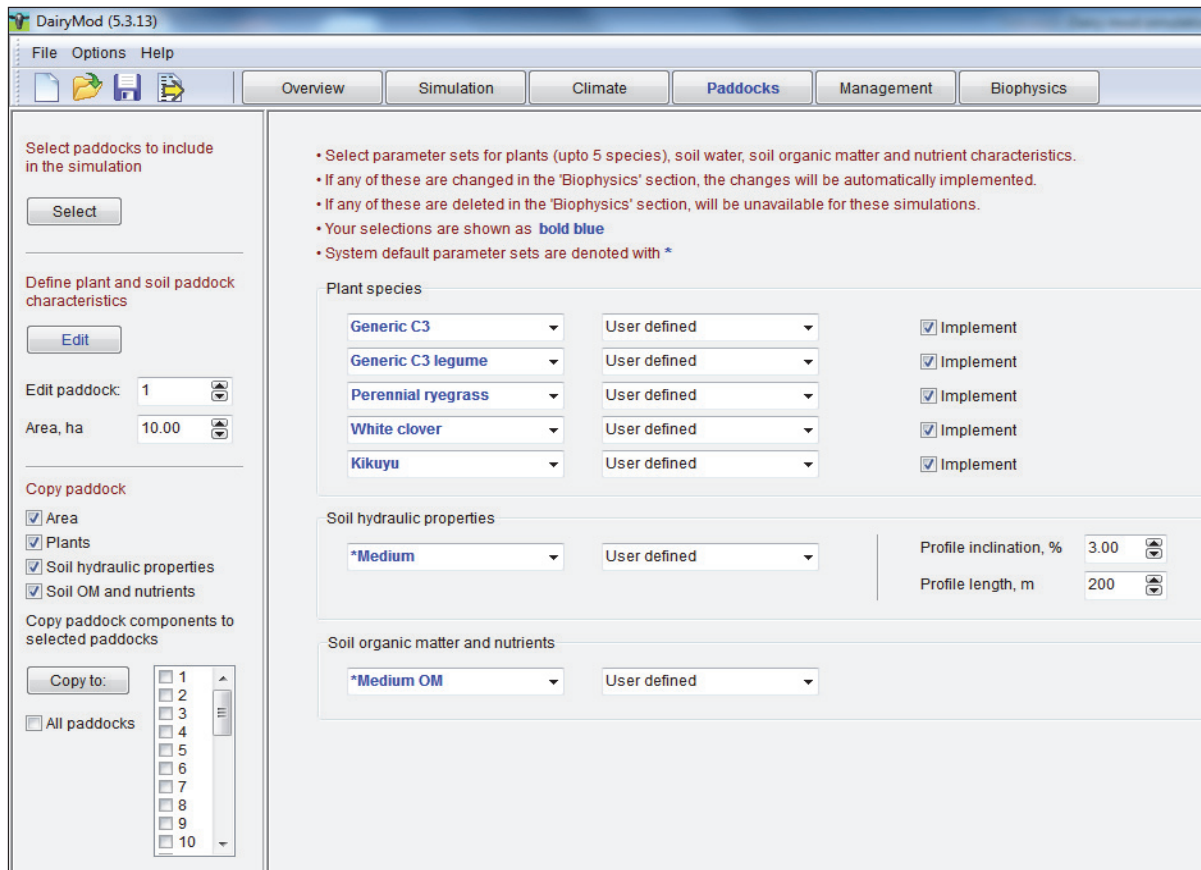 DairyMod (5.3.13)
File Options Help
Overview Simulation Climate Paddocks Management Biophysics
Select paddocks to include
in the simulation
Select
Define plant and soil paddock
characteristics
Edit
Edit paddock: 1
Area, ha 10.00
Copy paddock
Area
Plants
Soil hydraulic properties
Soil OM and nutrients
Copy paddock components to
selected paddocks
Copy to:
All paddocks
1
2
3
4
5
6
7
8
9
10
• Select parameter sets for plants (upto 5 species), soil water, soil organic matter and nutrient characteristics.
• If any of these are changed in the 'Biophysics' section, the changes will be automatically implemented.
• If any of these are deleted in the 'Biophysics' section, will be unavailable for these simulations.
• Your selections are shown as bold blue
• System default parameter sets are denoted with *
Plant species
Generic C3 User defined Implement
Generic C3 legume User defined Implement
Perennial ryegrass User defined Implement
White clover User defined Implement
Kikuyu User defined Implement
Soil hydraulic properties
*Medium User defined
Profile inclination, % 3.00
Profile length, m 200
Soil organic matter and nutrients
*Medium OM User defined